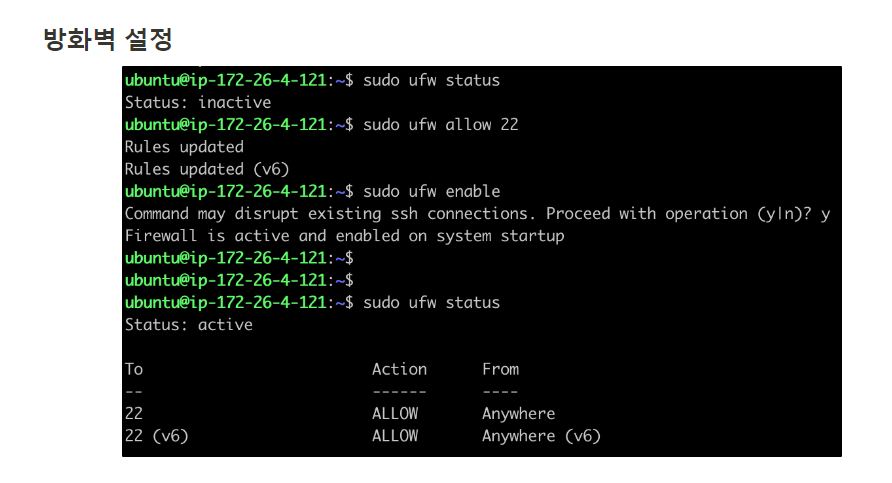 방화벽 설정
ubuntu@ip-172-26-4-121:~$ sudo ufw status
Status: inactive
ubuntu@ip-172-26-4-121:~$ sudo ufw allow 22
Rules updated
Rules updated (v6)
ubuntu@ip-172-26-4-121:~$ sudo ufw enable
Command may disrupt existing ssh connections. Proceed with operation (y|n)? y
Firewall is active and enabled on system startup
ubuntu@ip-172-26-4-121:~$
ubuntu@ip-172-26-4-121:~$
ubuntu@ip-172-26-4-121:~$ sudo ufw status
Status: active
To Action From
-- ------ ----
22 ALLOW Anywhere
22 (v6) ALLOW Anywhere (v6)